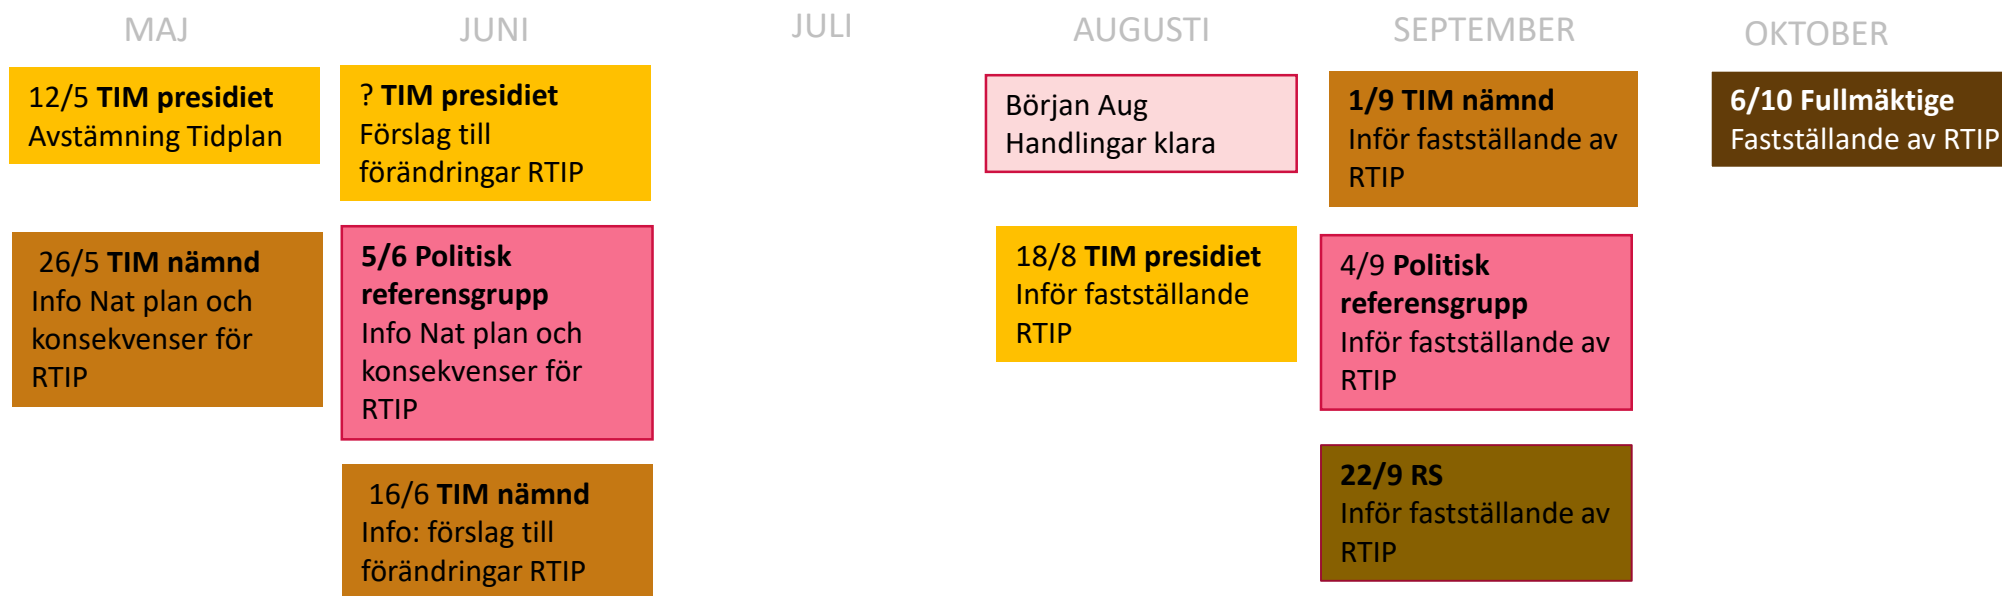 MAJ
12/5 TIM presidiet
Avstämning Tidplan
26/5 TIM nämnd
Info Nat plan och
konsekvenser för
RTIP
JUNI
? TIM presidiet
Förslag till
förändringar RTIP
5/6 Politisk
referensgrupp
Info Nat plan och
konsekvenser för
RTIP
16/6 TIM nämnd
Info: förslag till
förändringar RTIP
JULI
AUGUSTI
Början Aug
Handlingar klara
18/8 TIM presidiet
Inför fastställande
RTIP
SEPTEMBER
1/9 TIM nämnd
Inför fastställande av
RTIP
4/9 Politisk
referensgrupp
Inför fastställande av
RTIP
22/9 RS
Inför fastställande av
RTIP
OKTOBER
6/10 Fullmäktige
Fastställande av RTIP